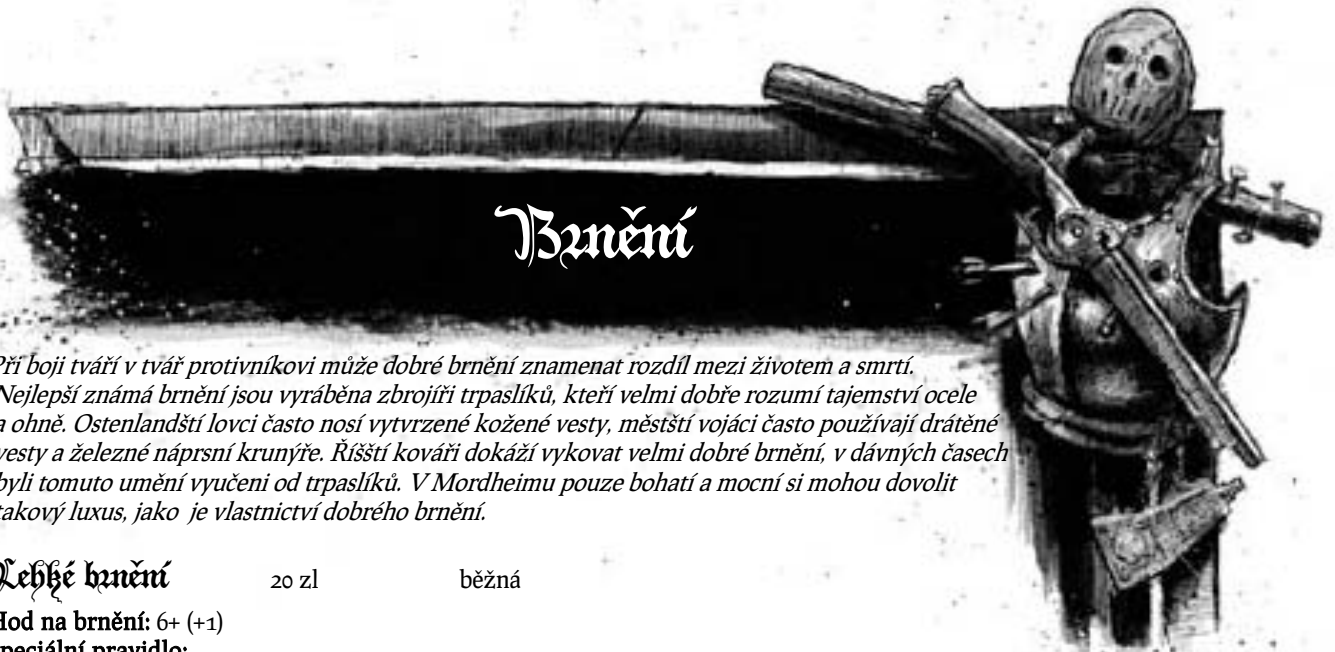 Brnění
Při boji tváří v tvář protivníkovi může dobré brnění znamenat rozdíl mezi životem a smrtí.
Nejlepší známá brnění jsou vyráběna zbrojíři trpaslíků, kteří velmi dobře rozumí tajemství ocele
a ohně. Ostenlandští lovci často nosí vytvrzené kožené vesty, městští vojáci často používají drátěné
vesty a železné náprsní krunýře. Říšští kováři dokáží vykovat velmi dobré brnění, v dávných časech
byli tomuto umění vyučeni od trpaslíků. V Mordheimu pouze bohatí a mocní si mohou dovolit
takový luxus, jako je vlastnictví dobrého brnění.
Lehké brnění 20 zl běžná
Hod na brnění: 6+ (+1)
Speciální pravidlo: